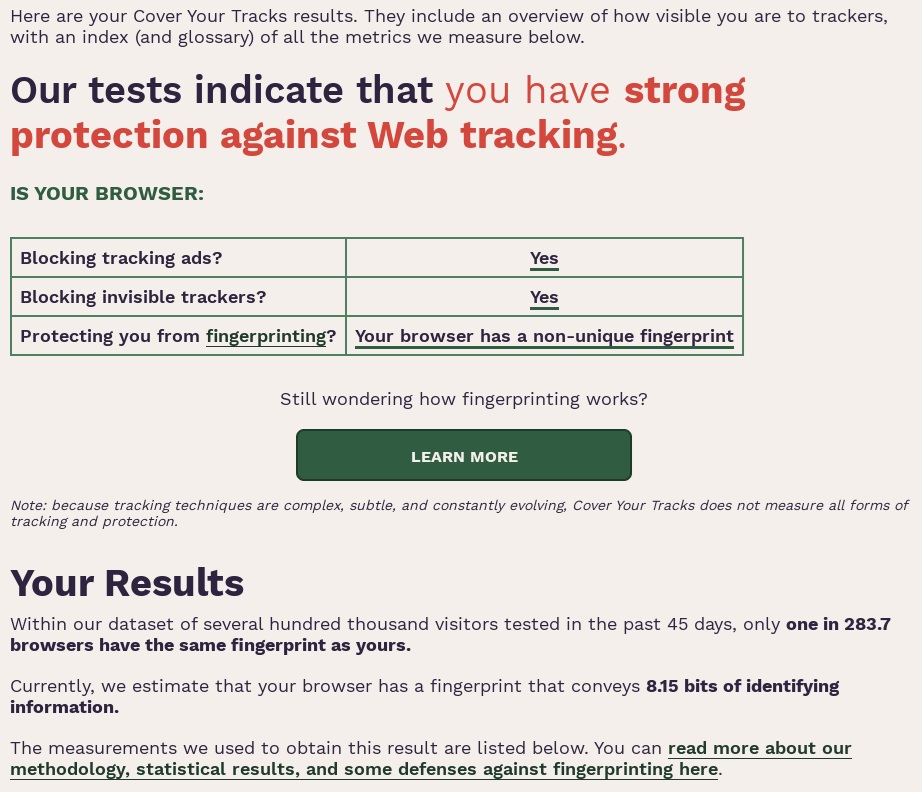 Here are your Cover Your Tracks results. They include an overview of how visible you are to trackers,
with an index (and glossary) of all the metrics we measure below.
Our tests indicate that you have strong
protection against Web tracking.
IS YOUR BROWSER:
Blocking tracking ads? Yes
Blocking invisible trackers? Yes
Protecting you from fingerprinting? Your browser has a non-unique fingerprint
Still wondering how fingerprinting works?
LEARN MORE
Note: because tracking techniques are complex, subtle, and constantly evolving, Cover Your Tracks does not measure all forms of
tracking and protection.
Your Results
Within our dataset of several hundred thousand visitors tested in the past 45 days, only one in 283.7
browsers have the same fingerprint as yours.
Currently, we estimate that your browser has a fingerprint that conveys 8.15 bits of identifying
information.
The measurements we used to obtain this result are listed below. You can read more about our
methodology, statistical results, and some defenses against fingerprinting here.